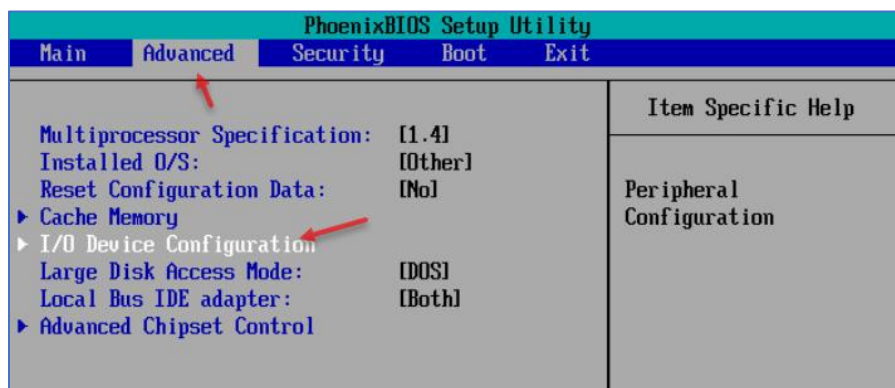 PhoenixBIOS Setup Utility
Main Advanced Security Boot Exit
Item Specific Help
Multiprocessor Specification: [1.4]
Installed O/S: [Other]
Reset Configuration Data: [No]
Cache Memory
I/O Device Configuration
Large Disk Access Mode: [DOS]
Local Bus IDE adapter: [Both]
Advanced Chipset Control
Peripheral
Configuration